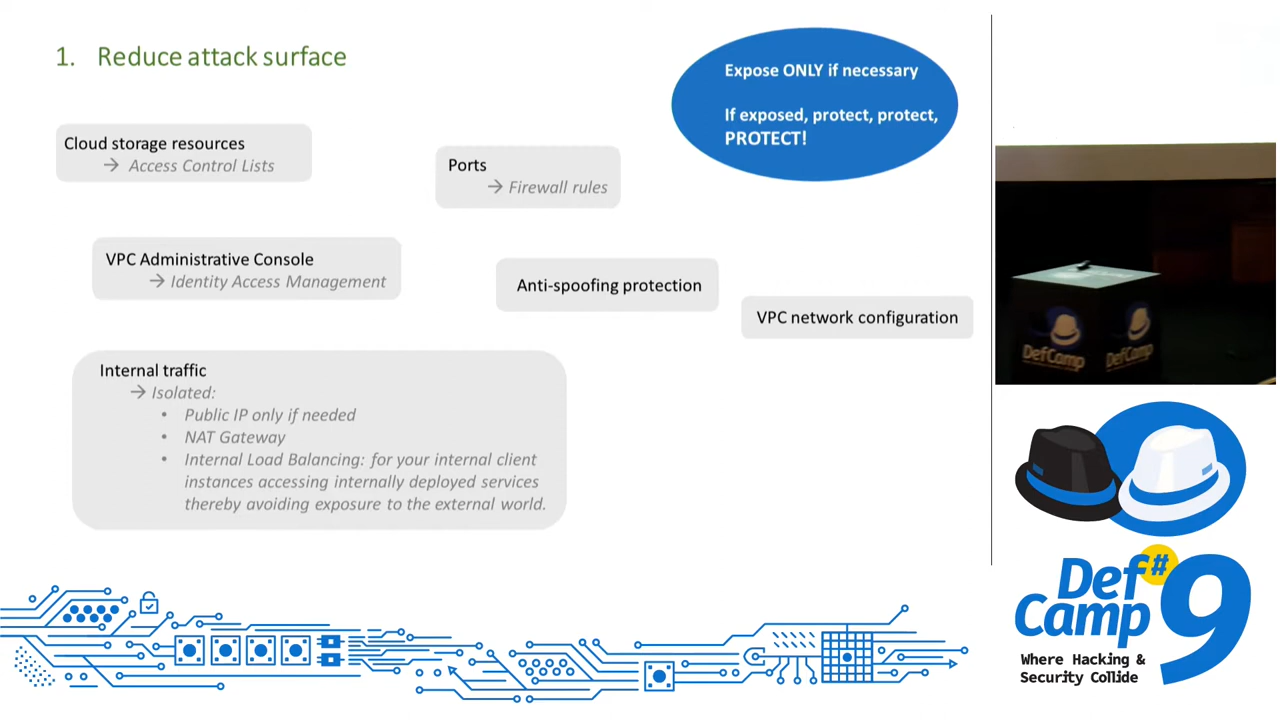 1. Reduce attack surface
Expose ONLY if necessary
If exposed, protect, protect,
PROTECT!
Cloud storage resources
→ Access Control Lists
Ports
→ Firewall rules
VPC Administrative Console
→ Identity Access Management
Anti-spoofing protection
VPC network configuration
Internal traffic
→ Isolated:
• Public IP only if needed
• NAT Gateway
• Internal Load Balancing: for your internal client
instances accessing internally deployed services
thereby avoiding exposure to the external world.
DefCamp
DefCamp
Def #
Camp 9
Where Hacking &
Security Collide